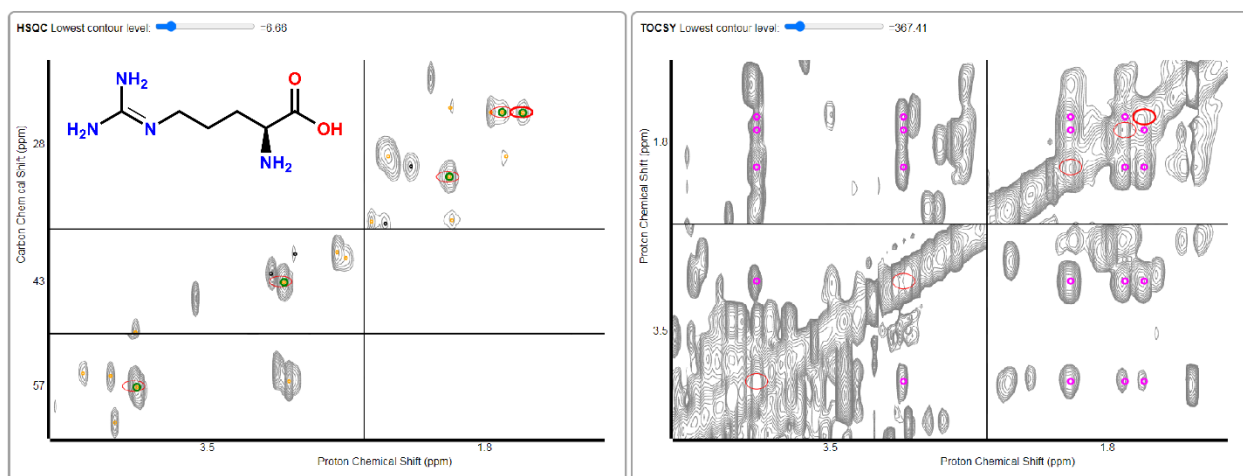 HSQC Lowest contour level: =6.66
TOCSY Lowest contour level: =367.41
NH₂
H₂N
N
O
OH
NH₂
Carbon Chemical Shift (ppm)
28
43
57
3.5
1.8
Proton Chemical Shift (ppm)
Proton Chemical Shift (ppm)
1.8
3.5
3.5
1.8
Proton Chemical Shift (ppm)